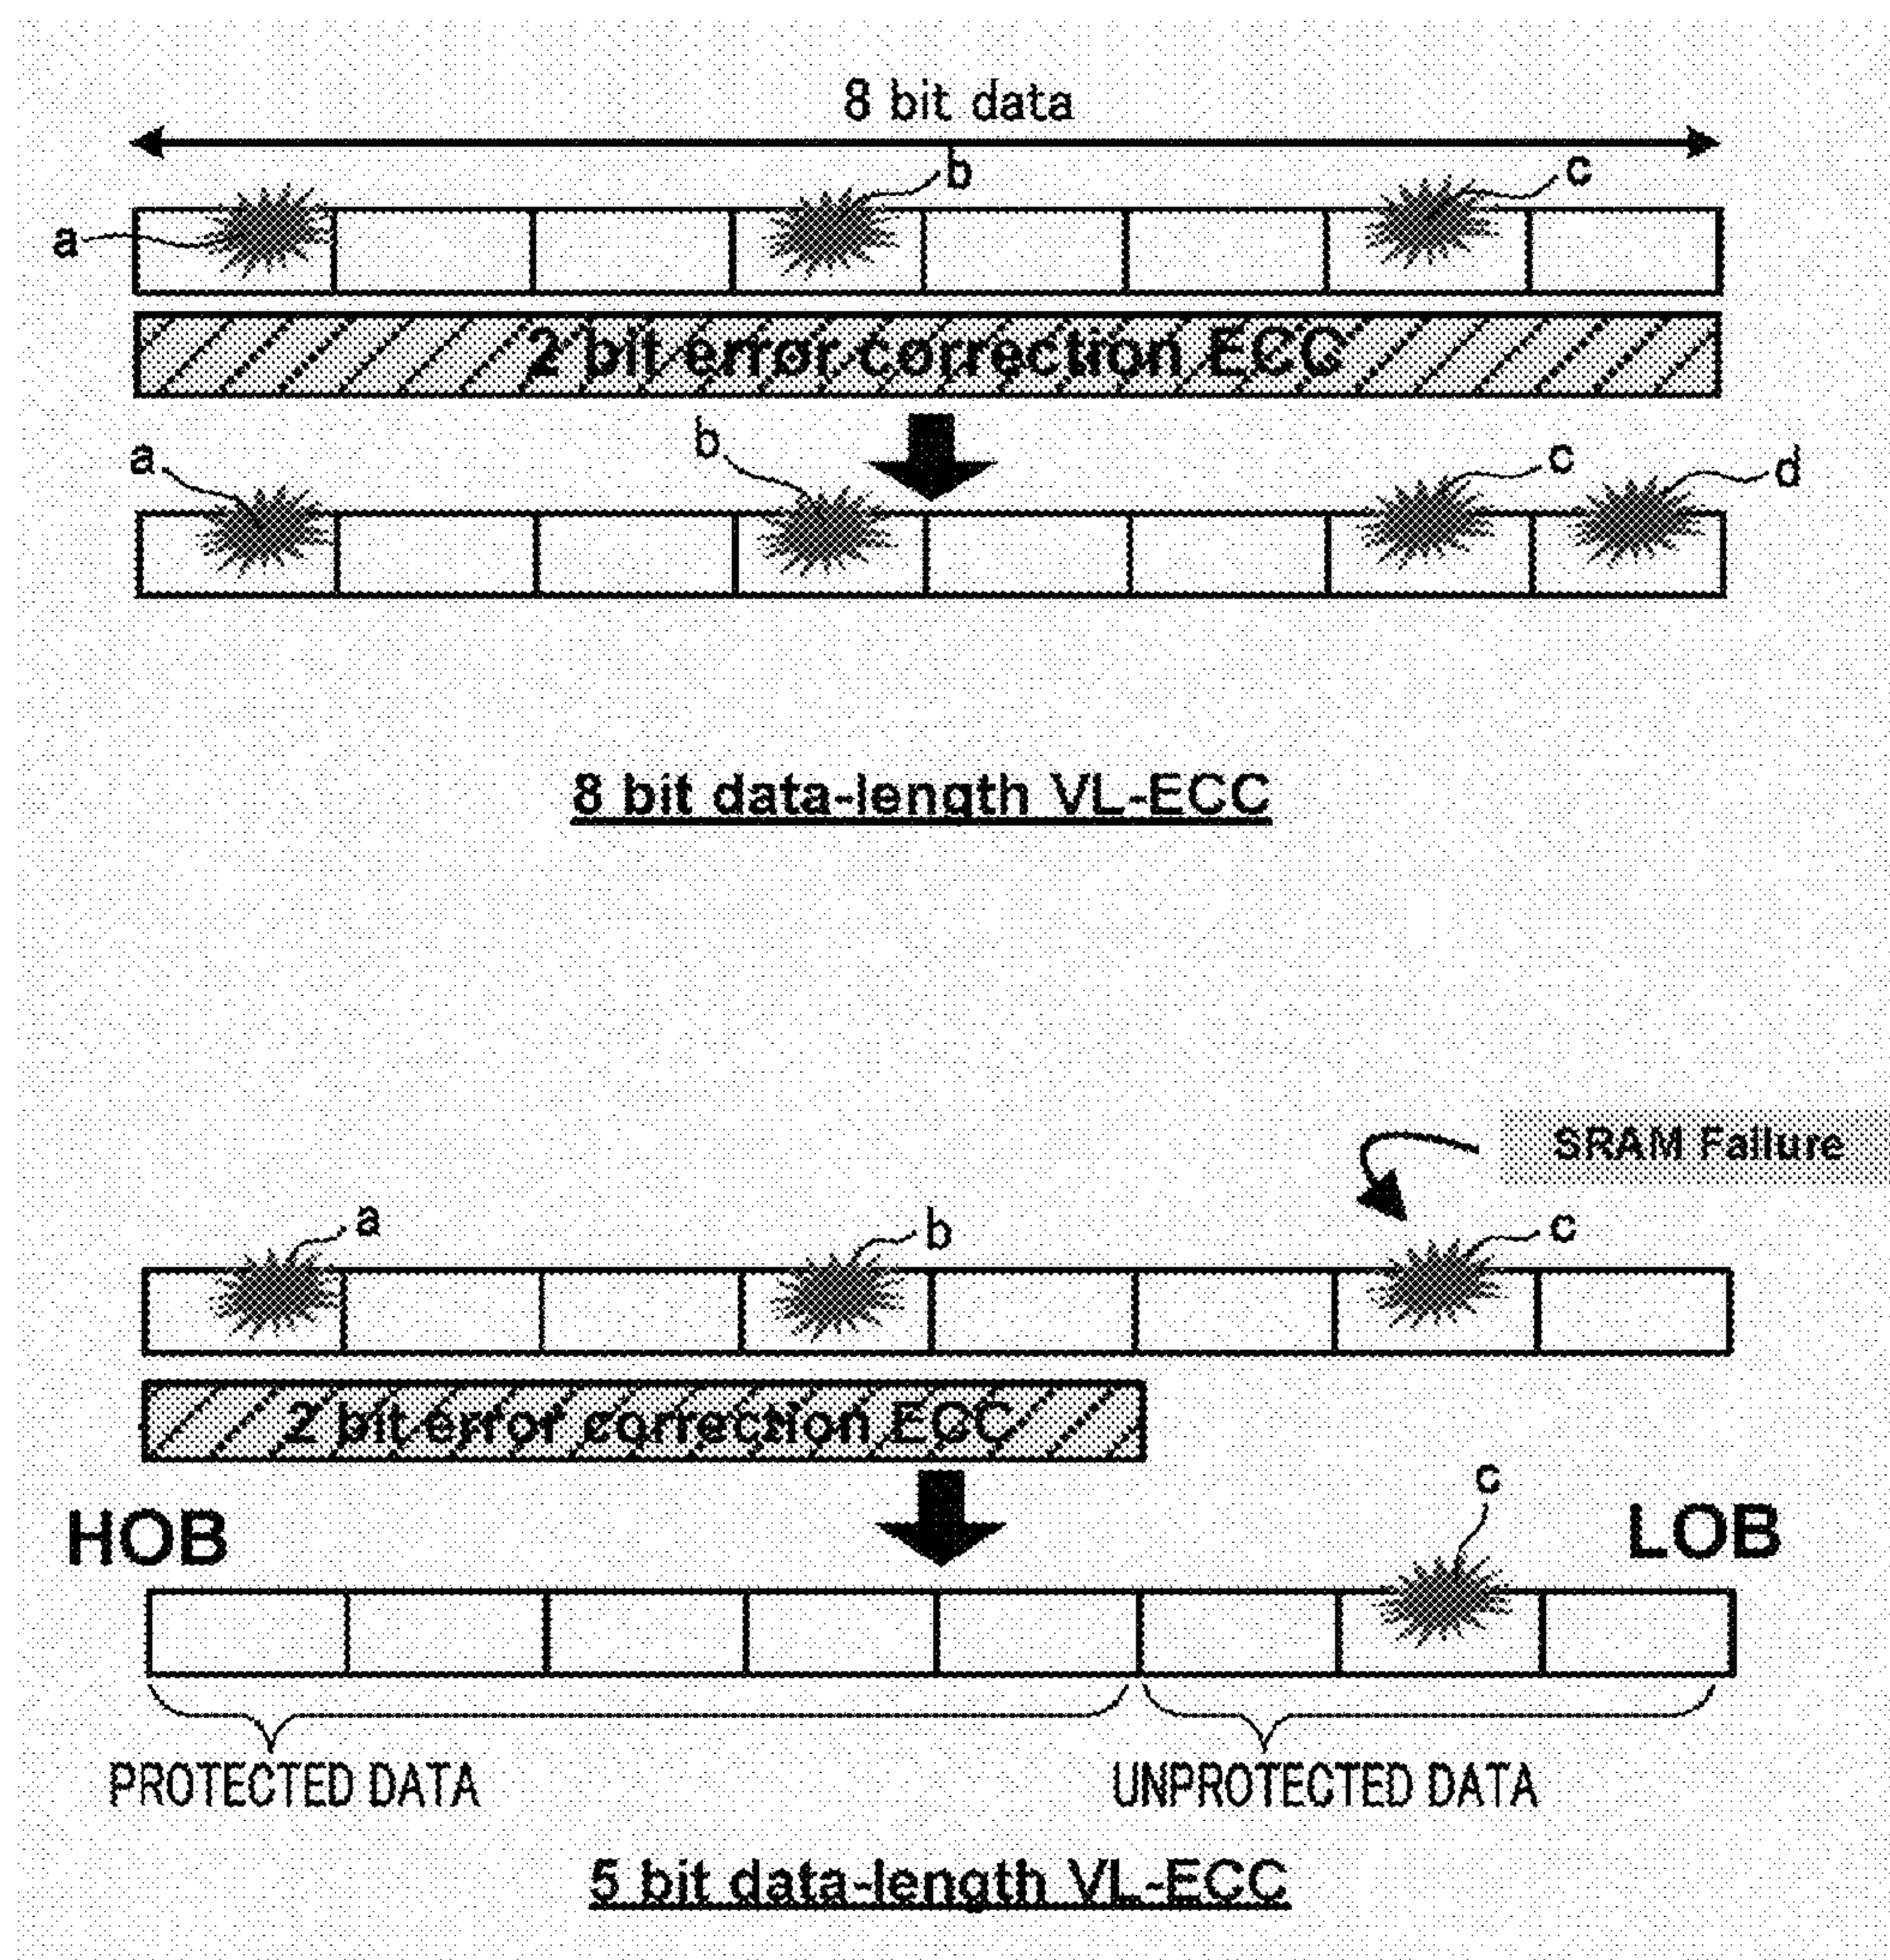 8 bit data
b
c
a
2 bit error correction ECC
a
b
c
d
8 bit data-length VL-ECC
SRAM Failure
a
b
c
2 bit error correction ECC
c
HOB
LOB
PROTECTED DATA
UNPROTECTED DATA
5 bit data-length VL-ECC